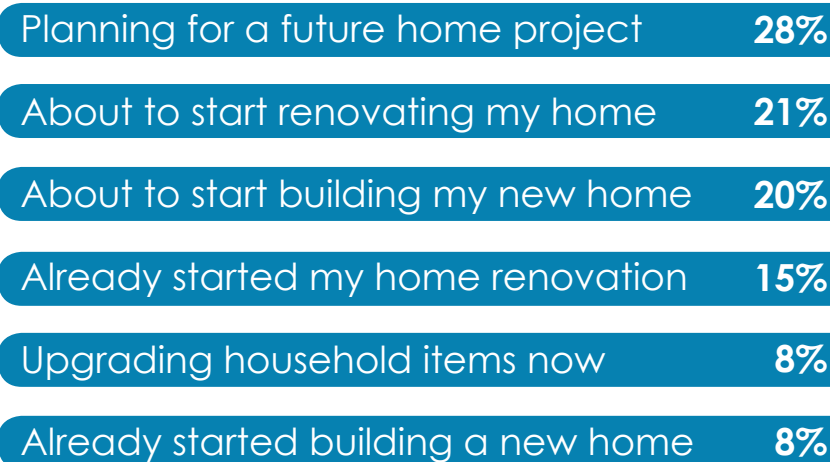 Planning for a future home project 28%
About to start renovating my home 21%
About to start building my new home 20%
Already started my home renovation 15%
Upgrading household items now 8%
Already started building a new home 8%